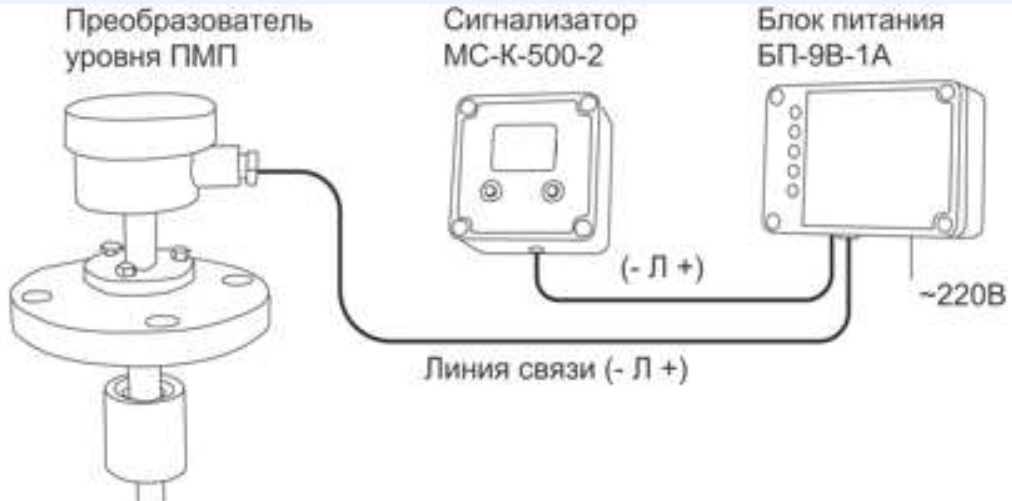 Преобразователь
уровня ПМП
Сигнализатор
МС-К-500-2
Блок питания
БП-9В-1А
(- Л +)
~220В
Линия связи (- Л +)